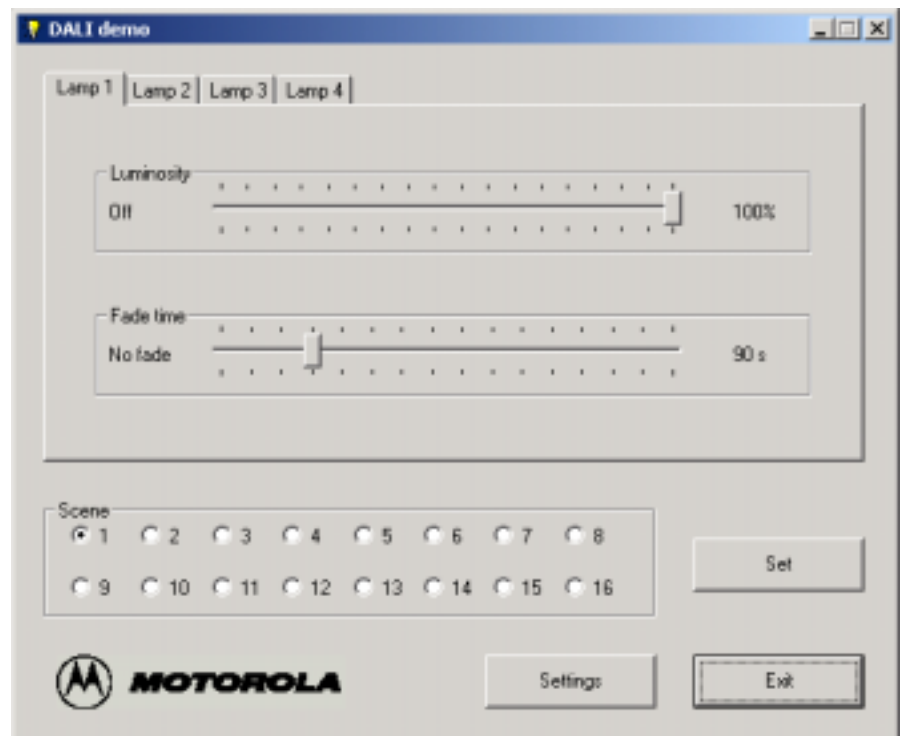 DALI demo
Lamp 1 Lamp 2 Lamp 3 Lamp 4
Luminosity
Off 100%
Fade time
No fade 90 s
Scene
1 2 3 4 5 6 7 8
9 10 11 12 13 14 15 16
Set
MOTOROLA
Settings
Exit